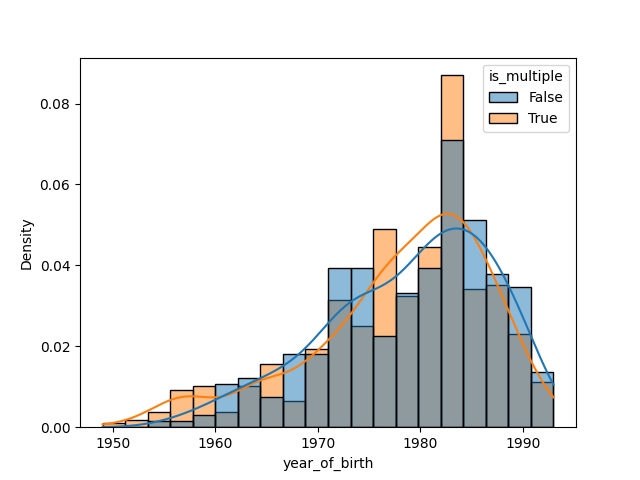 is_multiple
False
True
0.08
0.06
0.04
0.02
0.00
Density
1950 1960 1970 1980 1990
year_of_birth